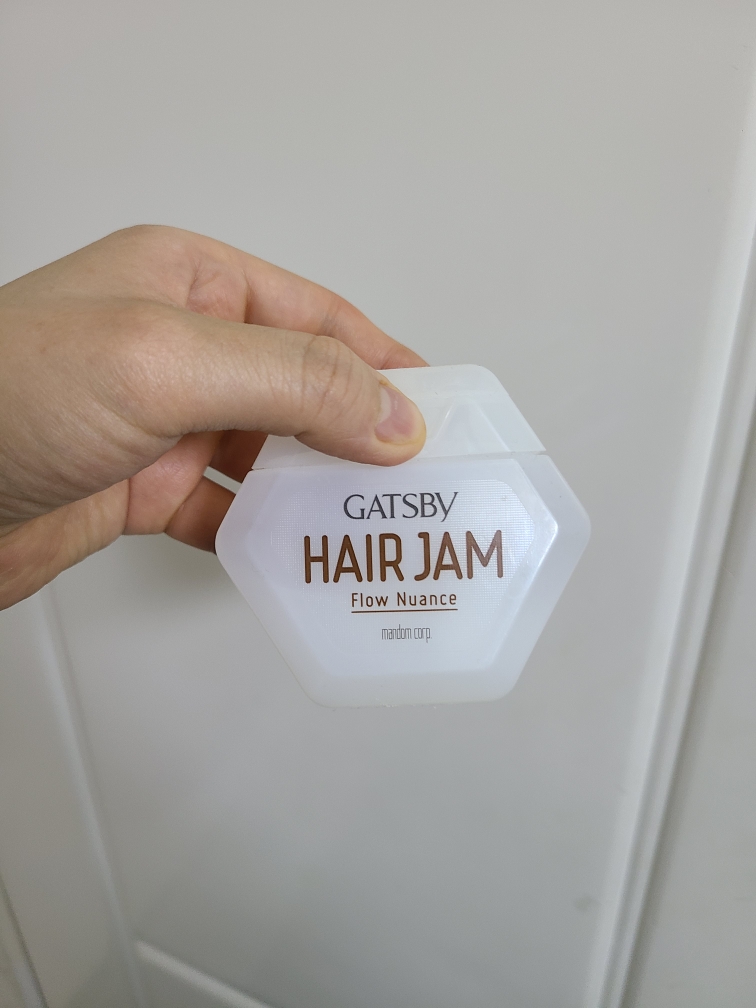 GATSBY
HAIR JAM
Flow Nuance
mandom corp.